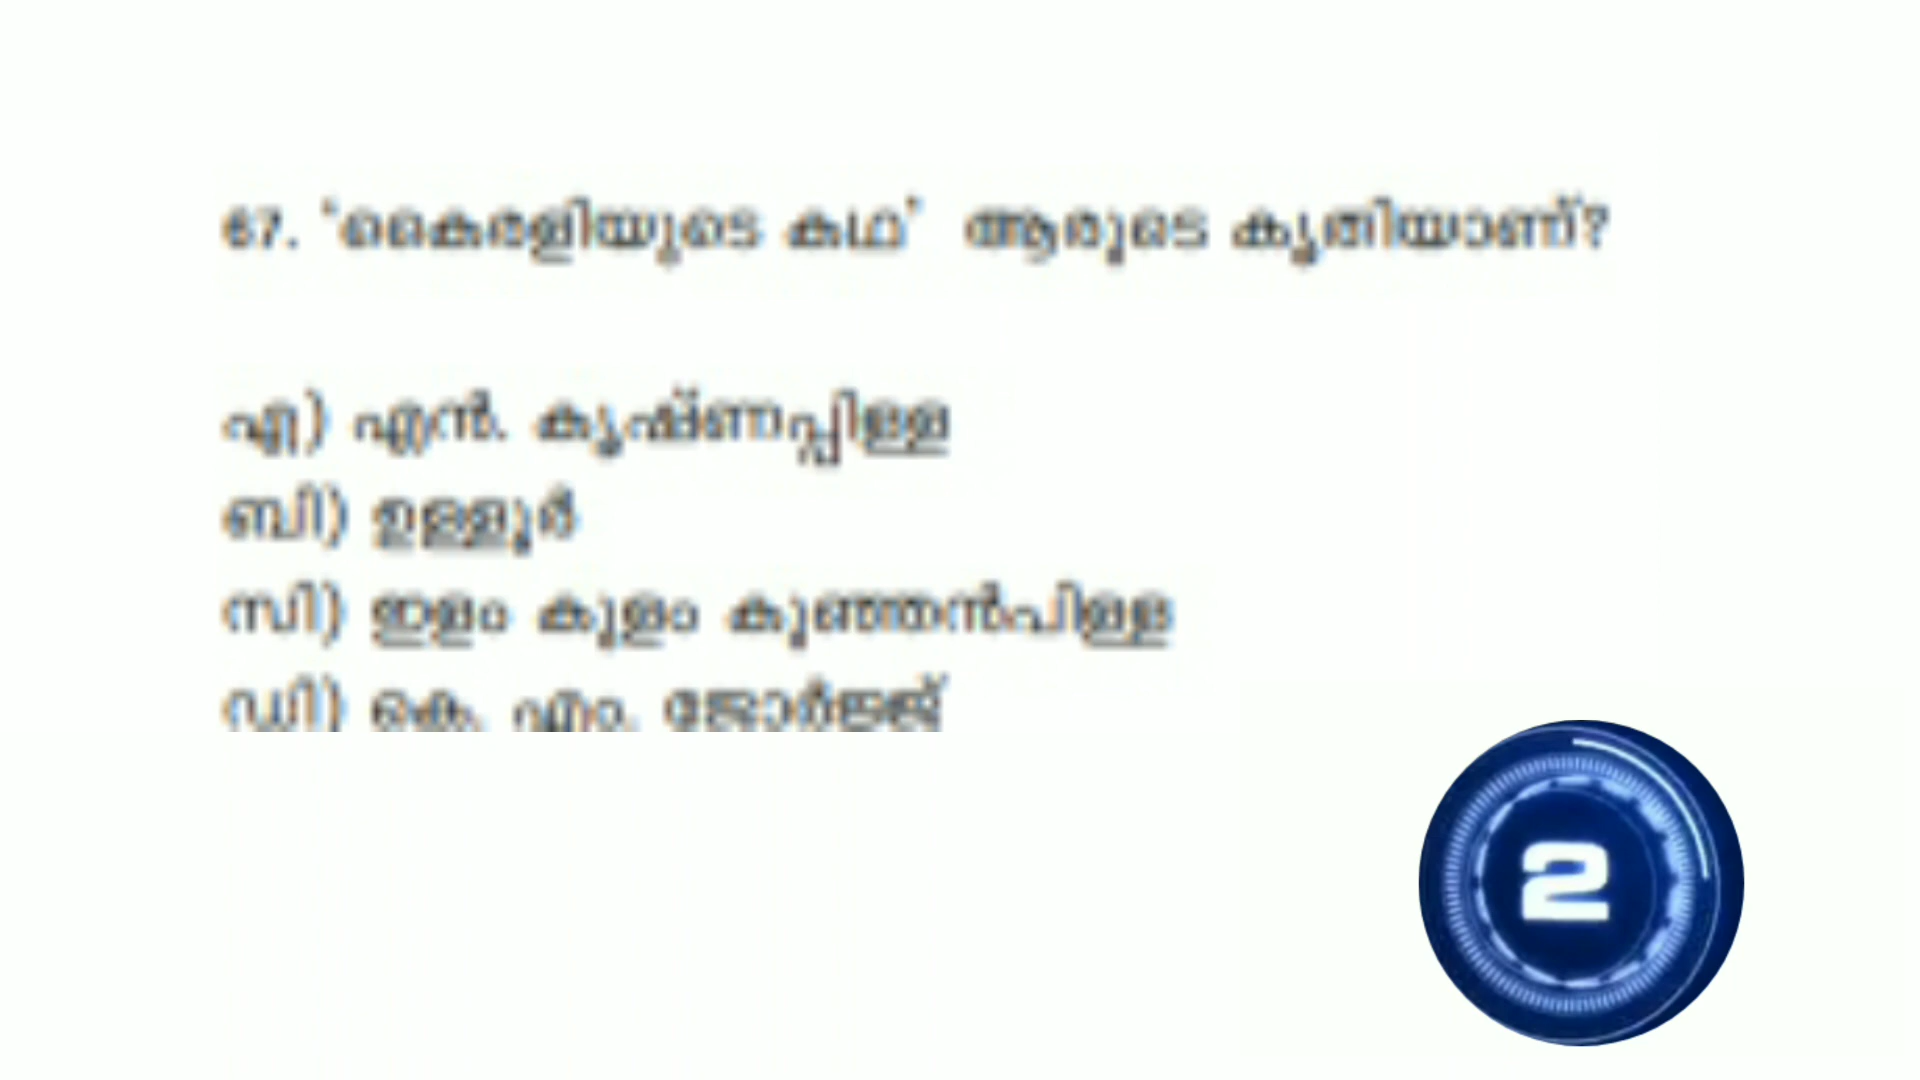 67. 'കൈരളിയുടെ കഥ' ആരുടെ കൃതിയാണ്?
എ) എൻ. കൃഷ്ണപ്പിള്ള
ബി) ഉള്ളൂർ
സി) ഇളം കുളം കുഞ്ഞൻപിള്ള
ഡി) കെ. എം. ജോർജ്ജ്
2